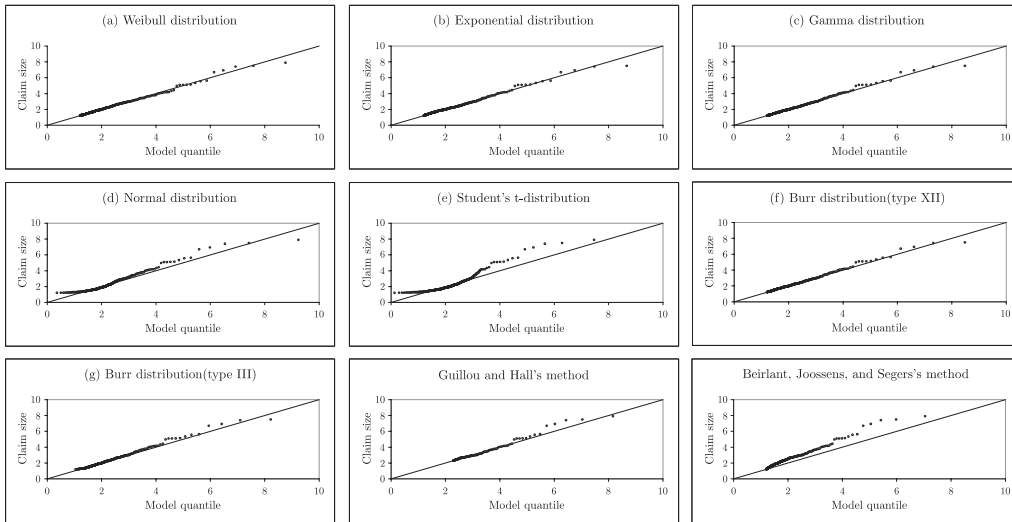 (a) Weibull distribution
10
8
6
4
2
0
Claim size
0 2 4 6 8 10
Model quantile
(b) Exponential distribution
10
8
6
4
2
0
Claim size
0 2 4 6 8 10
Model quantile
(c) Gamma distribution
10
8
6
4
2
0
Claim size
0 2 4 6 8 10
Model quantile
(d) Normal distribution
10
8
6
4
2
0
Claim size
0 2 4 6 8 10
Model quantile
(e) Student's t-distribution
10
8
6
4
2
0
Claim size
0 2 4 6 8 10
Model quantile
(f) Burr distribution(type XII)
10
8
6
4
2
0
Claim size
0 2 4 6 8 10
Model quantile
(g) Burr distribution(type III)
10
8
6
4
2
0
Claim size
0 2 4 6 8 10
Model quantile
Guillou and Hall's method
10
8
6
4
2
0
Claim size
0 2 4 6 8 10
Model quantile
Beirlant, Joossens, and Segers's method
10
8
6
4
2
0
Claim size
0 2 4 6 8 10
Model quantile